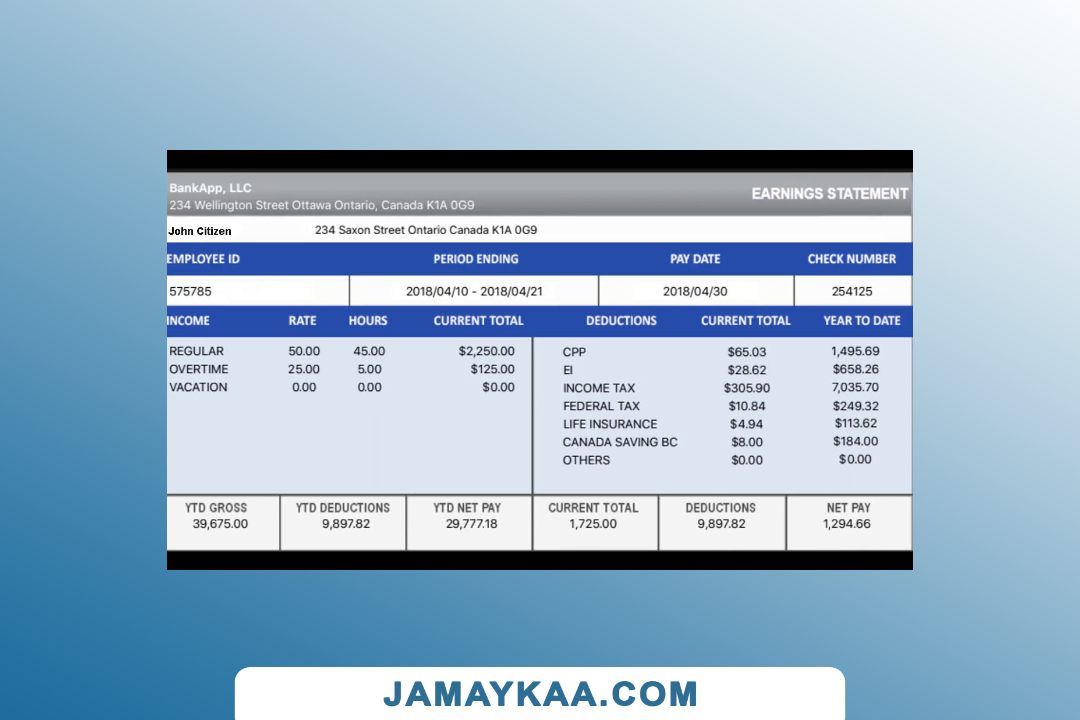 BankApp, LLC
234 Wellington Street Ottawa Ontario, Canada K1A 0G9
EARNINGS STATEMENT
John Citizen 234 Saxon Street Ontario Canada K1A 0G9
EMPLOYEE ID PERIOD ENDING PAY DATE CHECK NUMBER
575785 2018/04/10 - 2018/04/21 2018/04/30 254125
INCOME RATE HOURS CURRENT TOTAL DEDUCTIONS CURRENT TOTAL YEAR TO DATE
REGULAR 50.00 45.00 $2,250.00 CPP $65.03 1,495.69
OVERTIME 25.00 5.00 $125.00 EI $28.62 $658.26
VACATION 0.00 0.00 $0.00 INCOME TAX $305.90 7,035.70
FEDERAL TAX $10.84 $249.32
LIFE INSURANCE $4.94 $113.62
CANADA SAVING BC $8.00 $184.00
OTHERS $0.00 $0.00
YTD GROSS YTD DEDUCTIONS YTD NET PAY CURRENT TOTAL DEDUCTIONS NET PAY
39,675.00 9,897.82 29,777.18 1,725.00 9,897.82 1,294.66
JAMAYKAA.COM